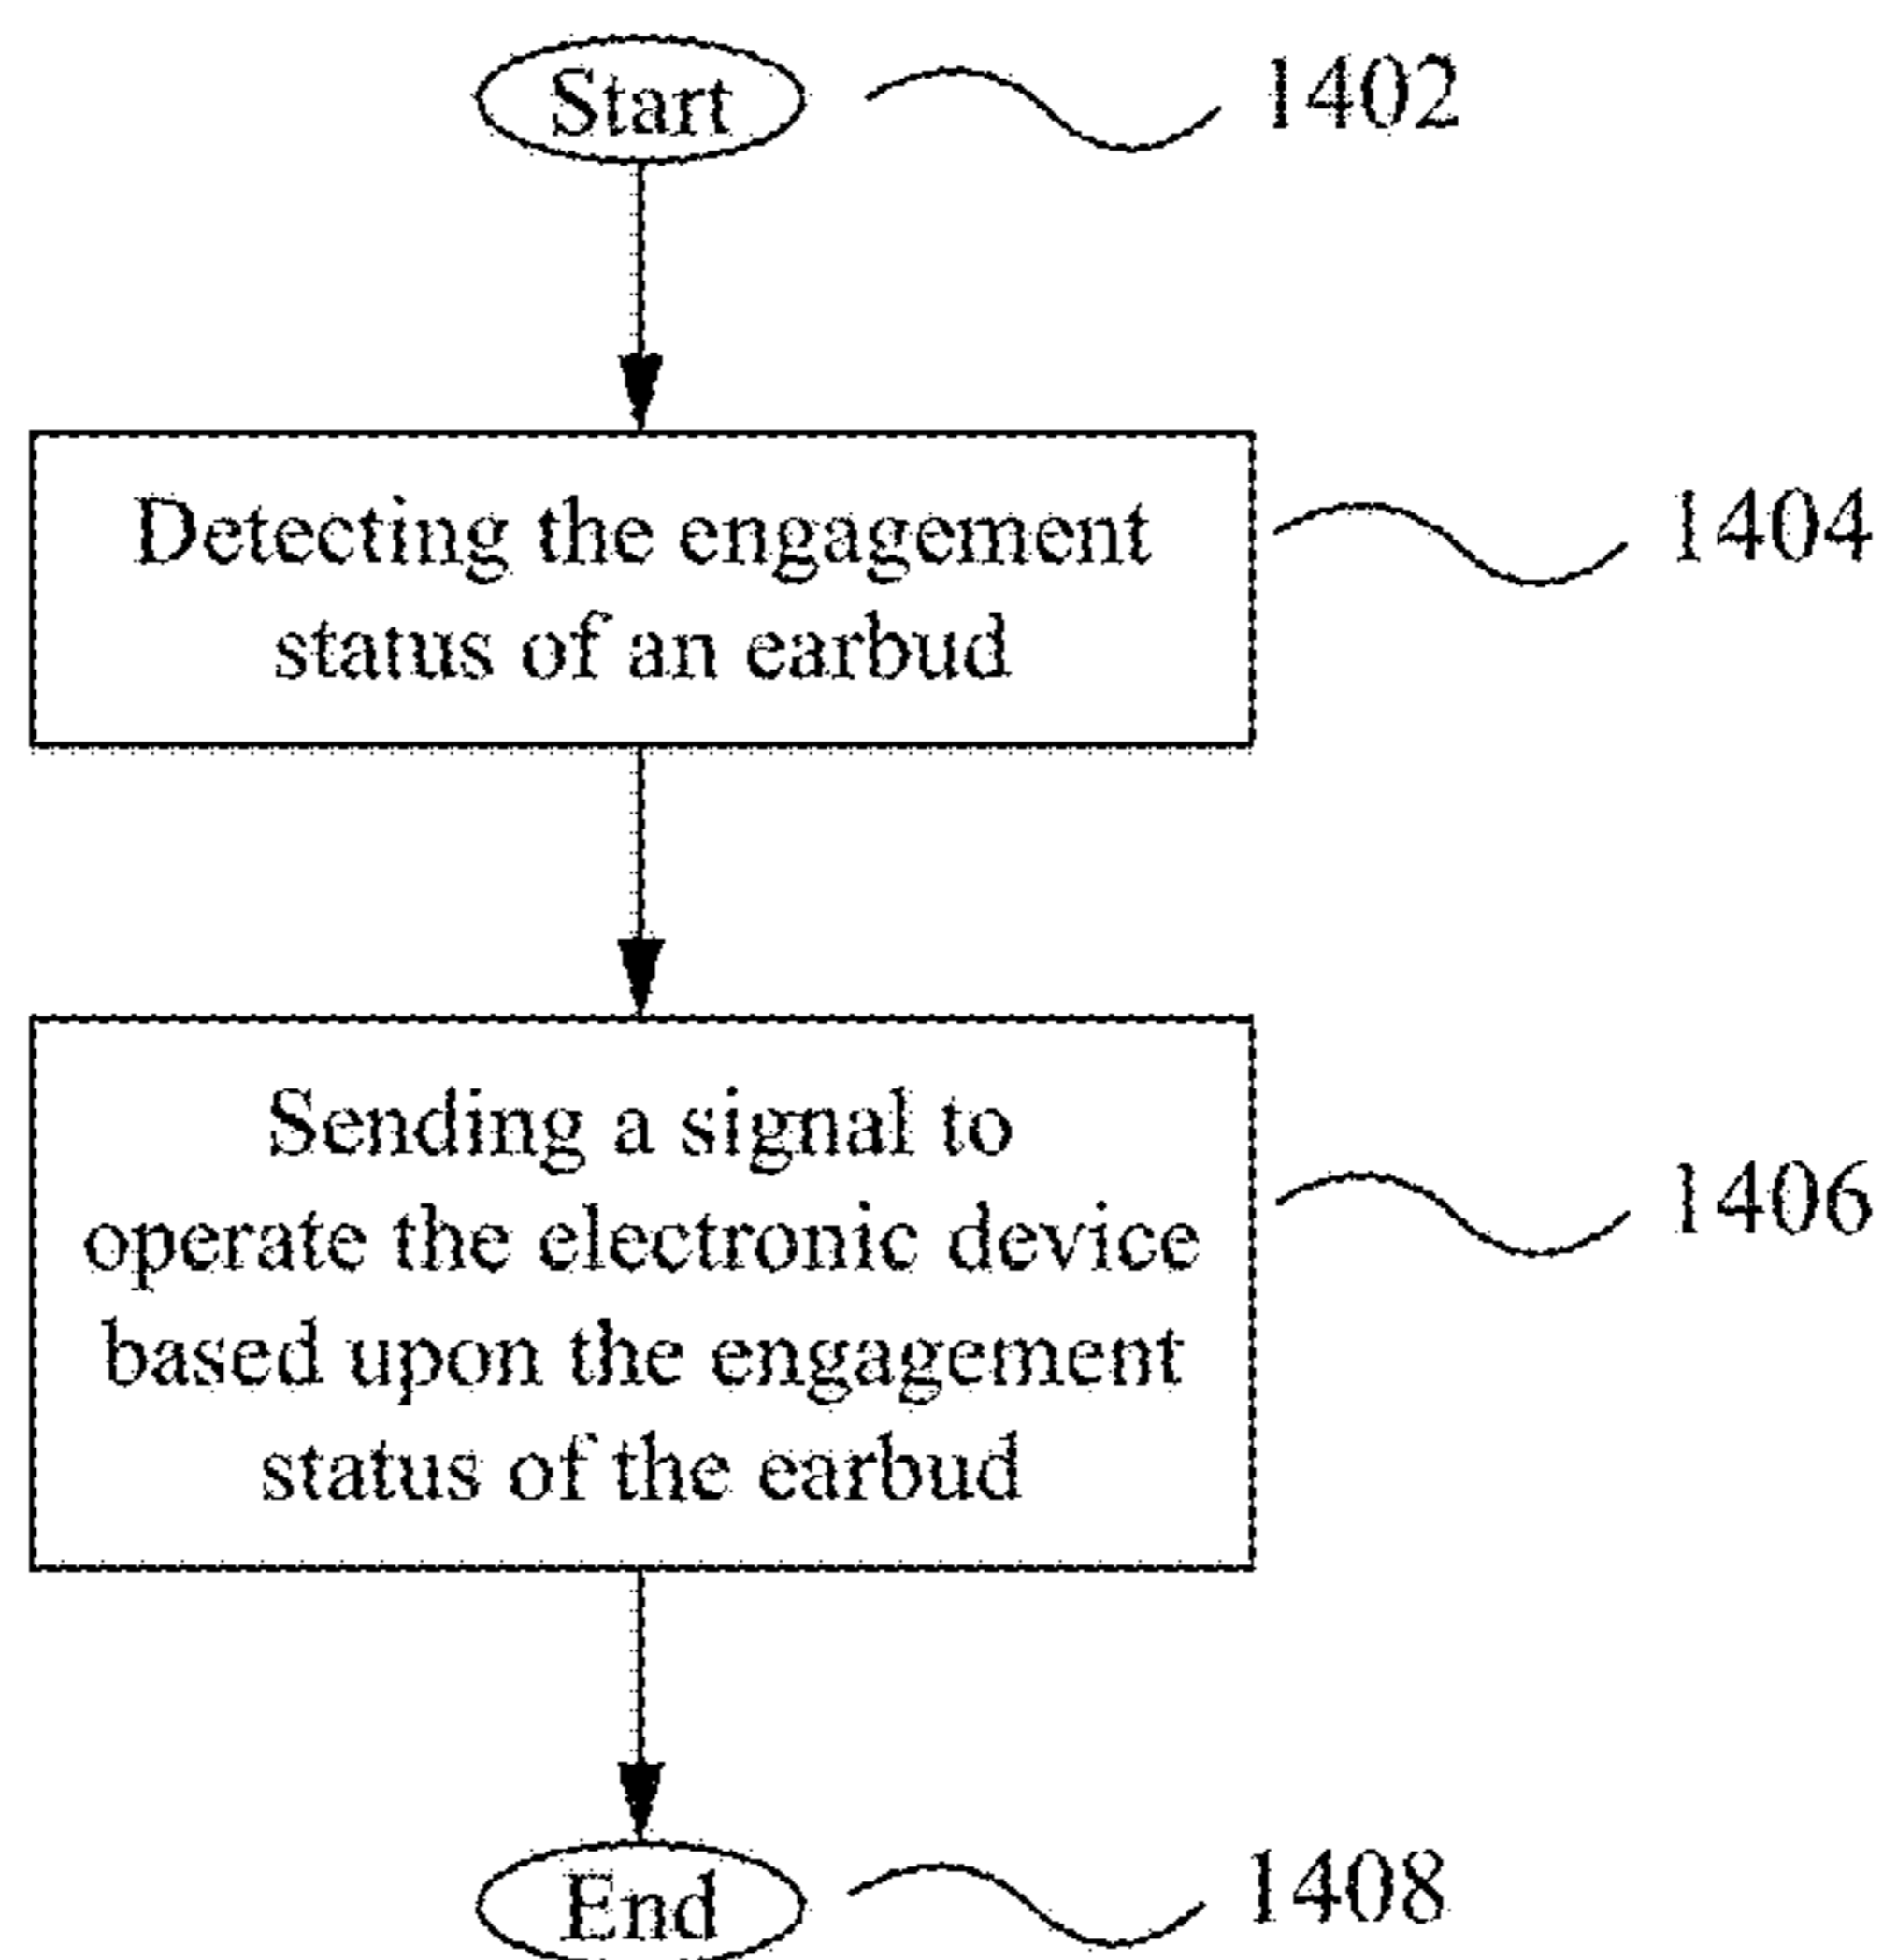 Start
1402
Detecting the engagement
status of an earbud
1404
Sending a signal to
operate the electronic device
based upon the engagement
status of the earbud
1406
End
1408